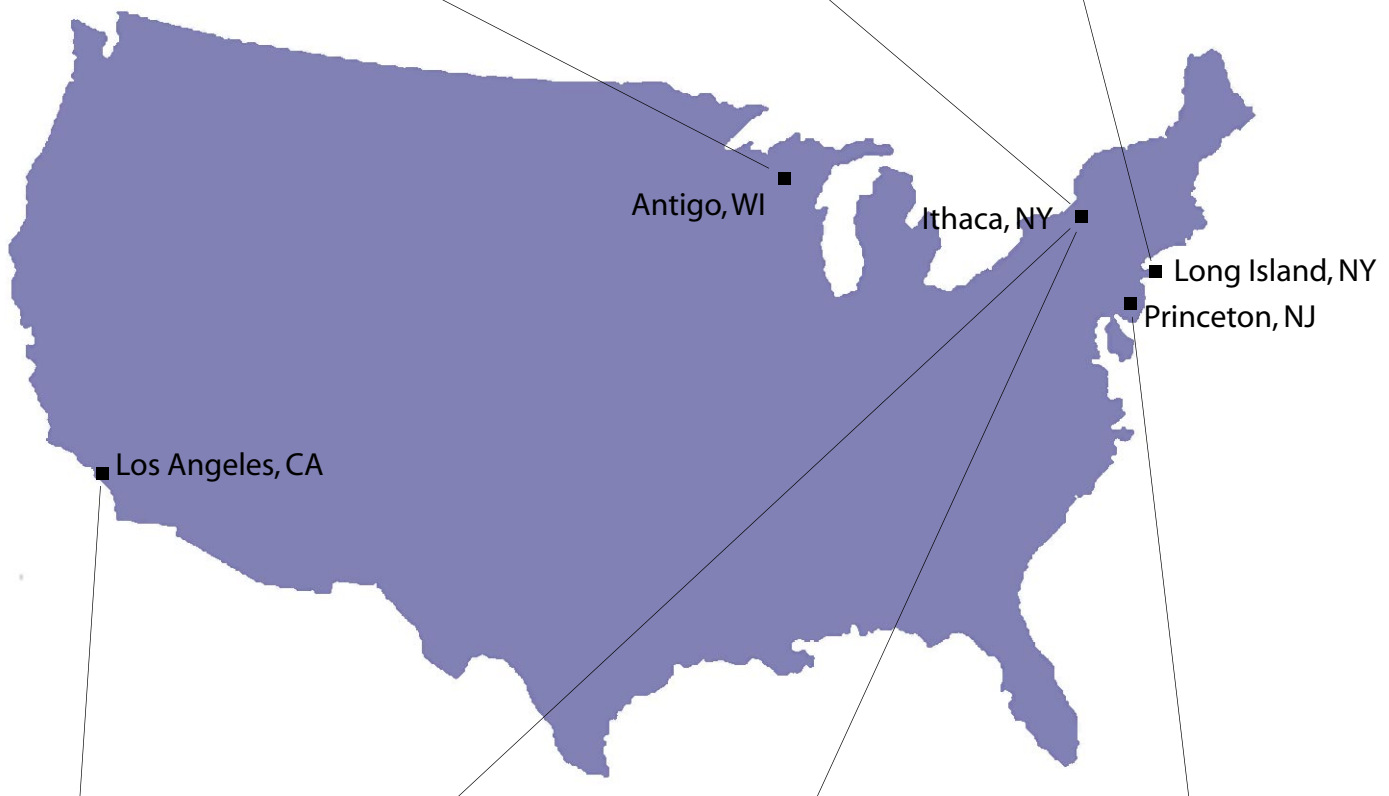 Antigo, WI
Ithaca, NY
Long Island, NY
Princeton, NJ
Los Angeles, CA